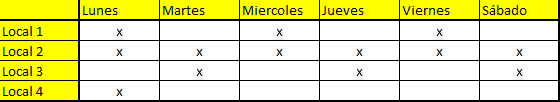 Lunes Martes Miercoles Jueves Viernes Sábado
Local 1 x x x
Local 2 x x x x x x
Local 3 x x x
Local 4 x